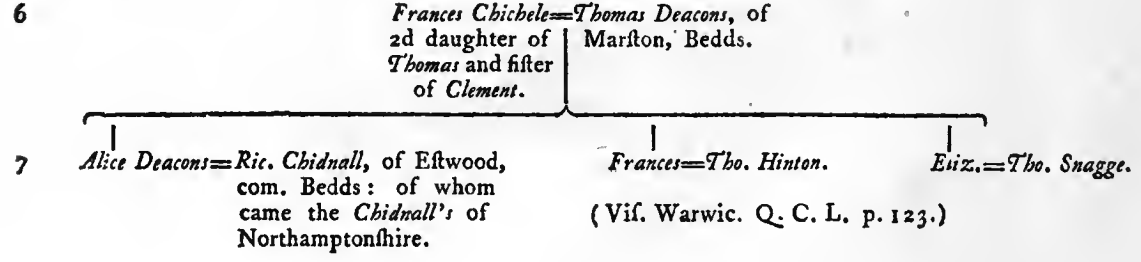 6 Frances Chichele=Thomas Deacons, of
2d daughter of Marſton, Bedds.
Thomas and ſiſter
of Clement.
7 Alice Deacons=Ric. Chidnall, of Eſtwood, Frances=Tho. Hinton. Eliz.=Tho. Snagge.
com. Bedds: of whom
came the Chidnall's of (Viſ. Warwic. Q. C. L. p. 123.)
Northamptonſhire.